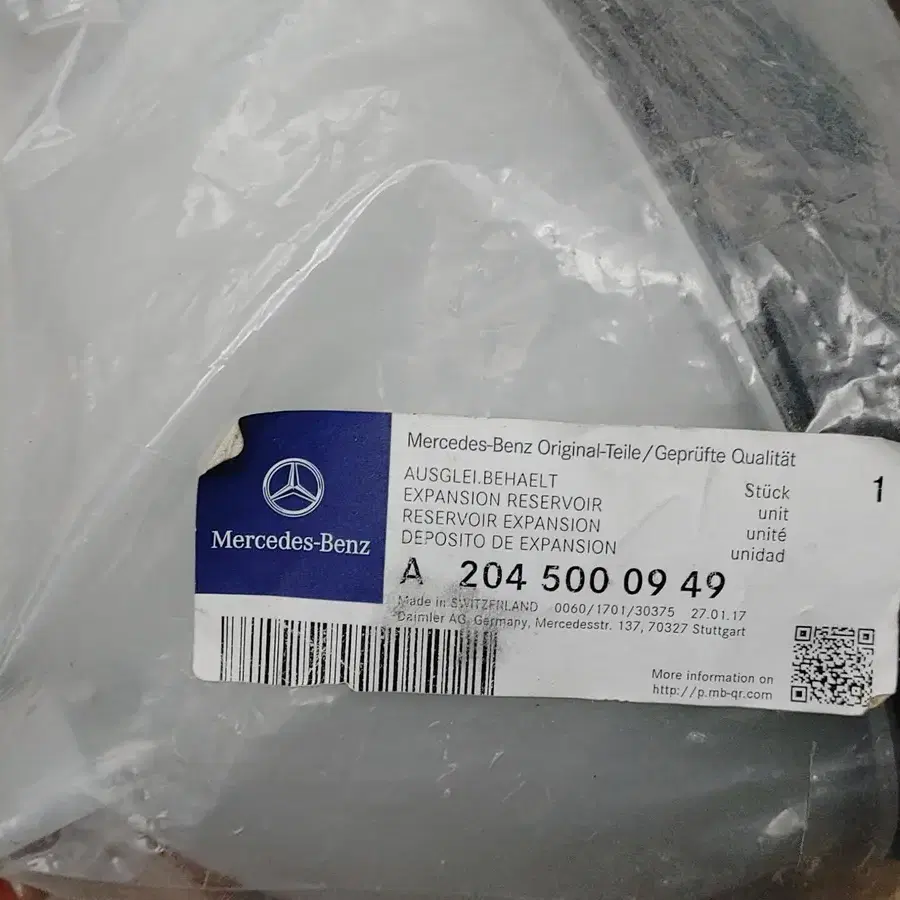 Mercedes-Benz
Mercedes-Benz Original-Teile/Geprüfte Qualität
AUSGLEI.BEHAELT
EXPANSION RESERVOIR
RESERVOIR EXPANSION
DEPOSITO DE EXPANSION
Stück 1
unit
unité
unidad
A 204 500 09 49
Made in SWITZERLAND 0060/1701/30375 27.01.17
Daimler AG, Germany, Mercedesstr. 137, 70327 Stuttgart
More information on
http://p.mb-qr.com